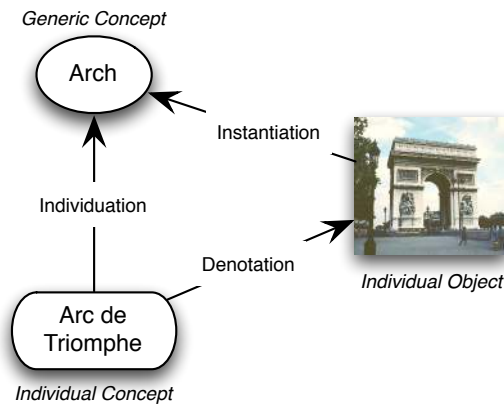 Generic Concept
Arch
Instantiation
Individuation
Denotation
Individual Object
Arc de
Triomphe
Individual Concept